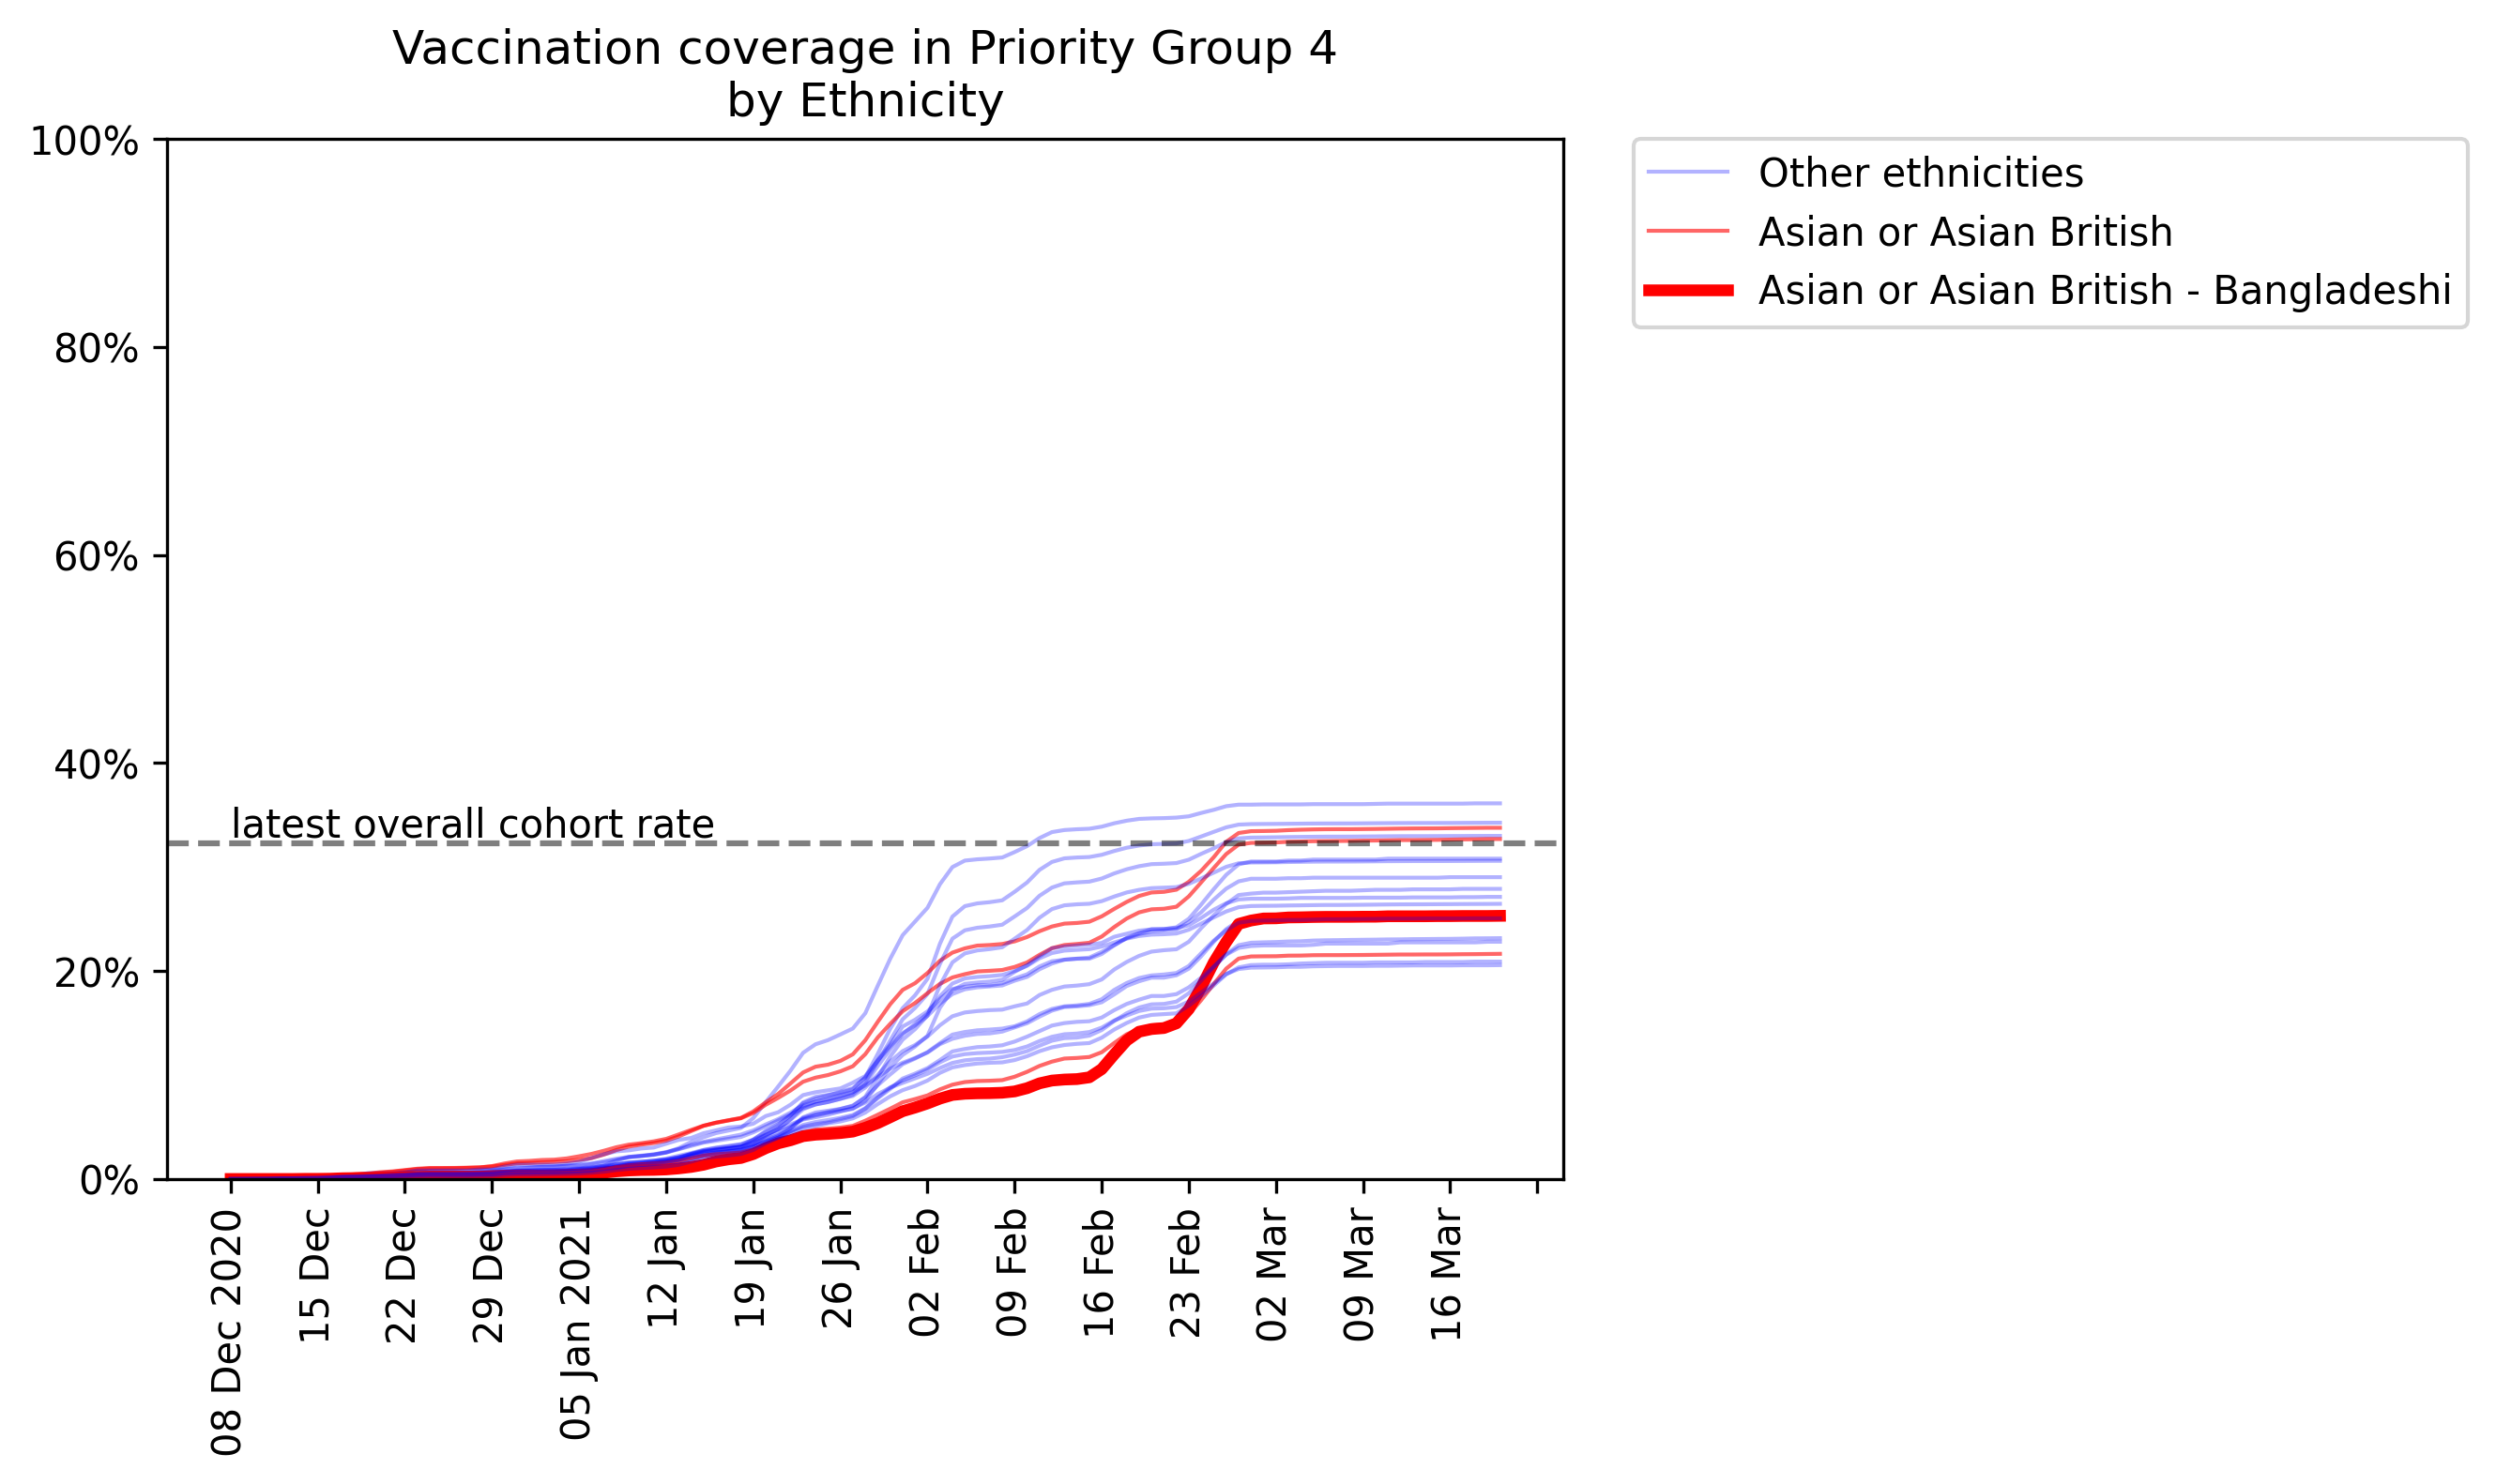 Vaccination coverage in Priority Group 4
by Ethnicity
100%
80%
60%
40%
20%
0%
latest overall cohort rate
08 Dec 2020
15 Dec
22 Dec
29 Dec
05 Jan 2021
12 Jan
19 Jan
26 Jan
02 Feb
09 Feb
16 Feb
23 Feb
02 Mar
09 Mar
16 Mar
Other ethnicities
Asian or Asian British
Asian or Asian British - Bangladeshi